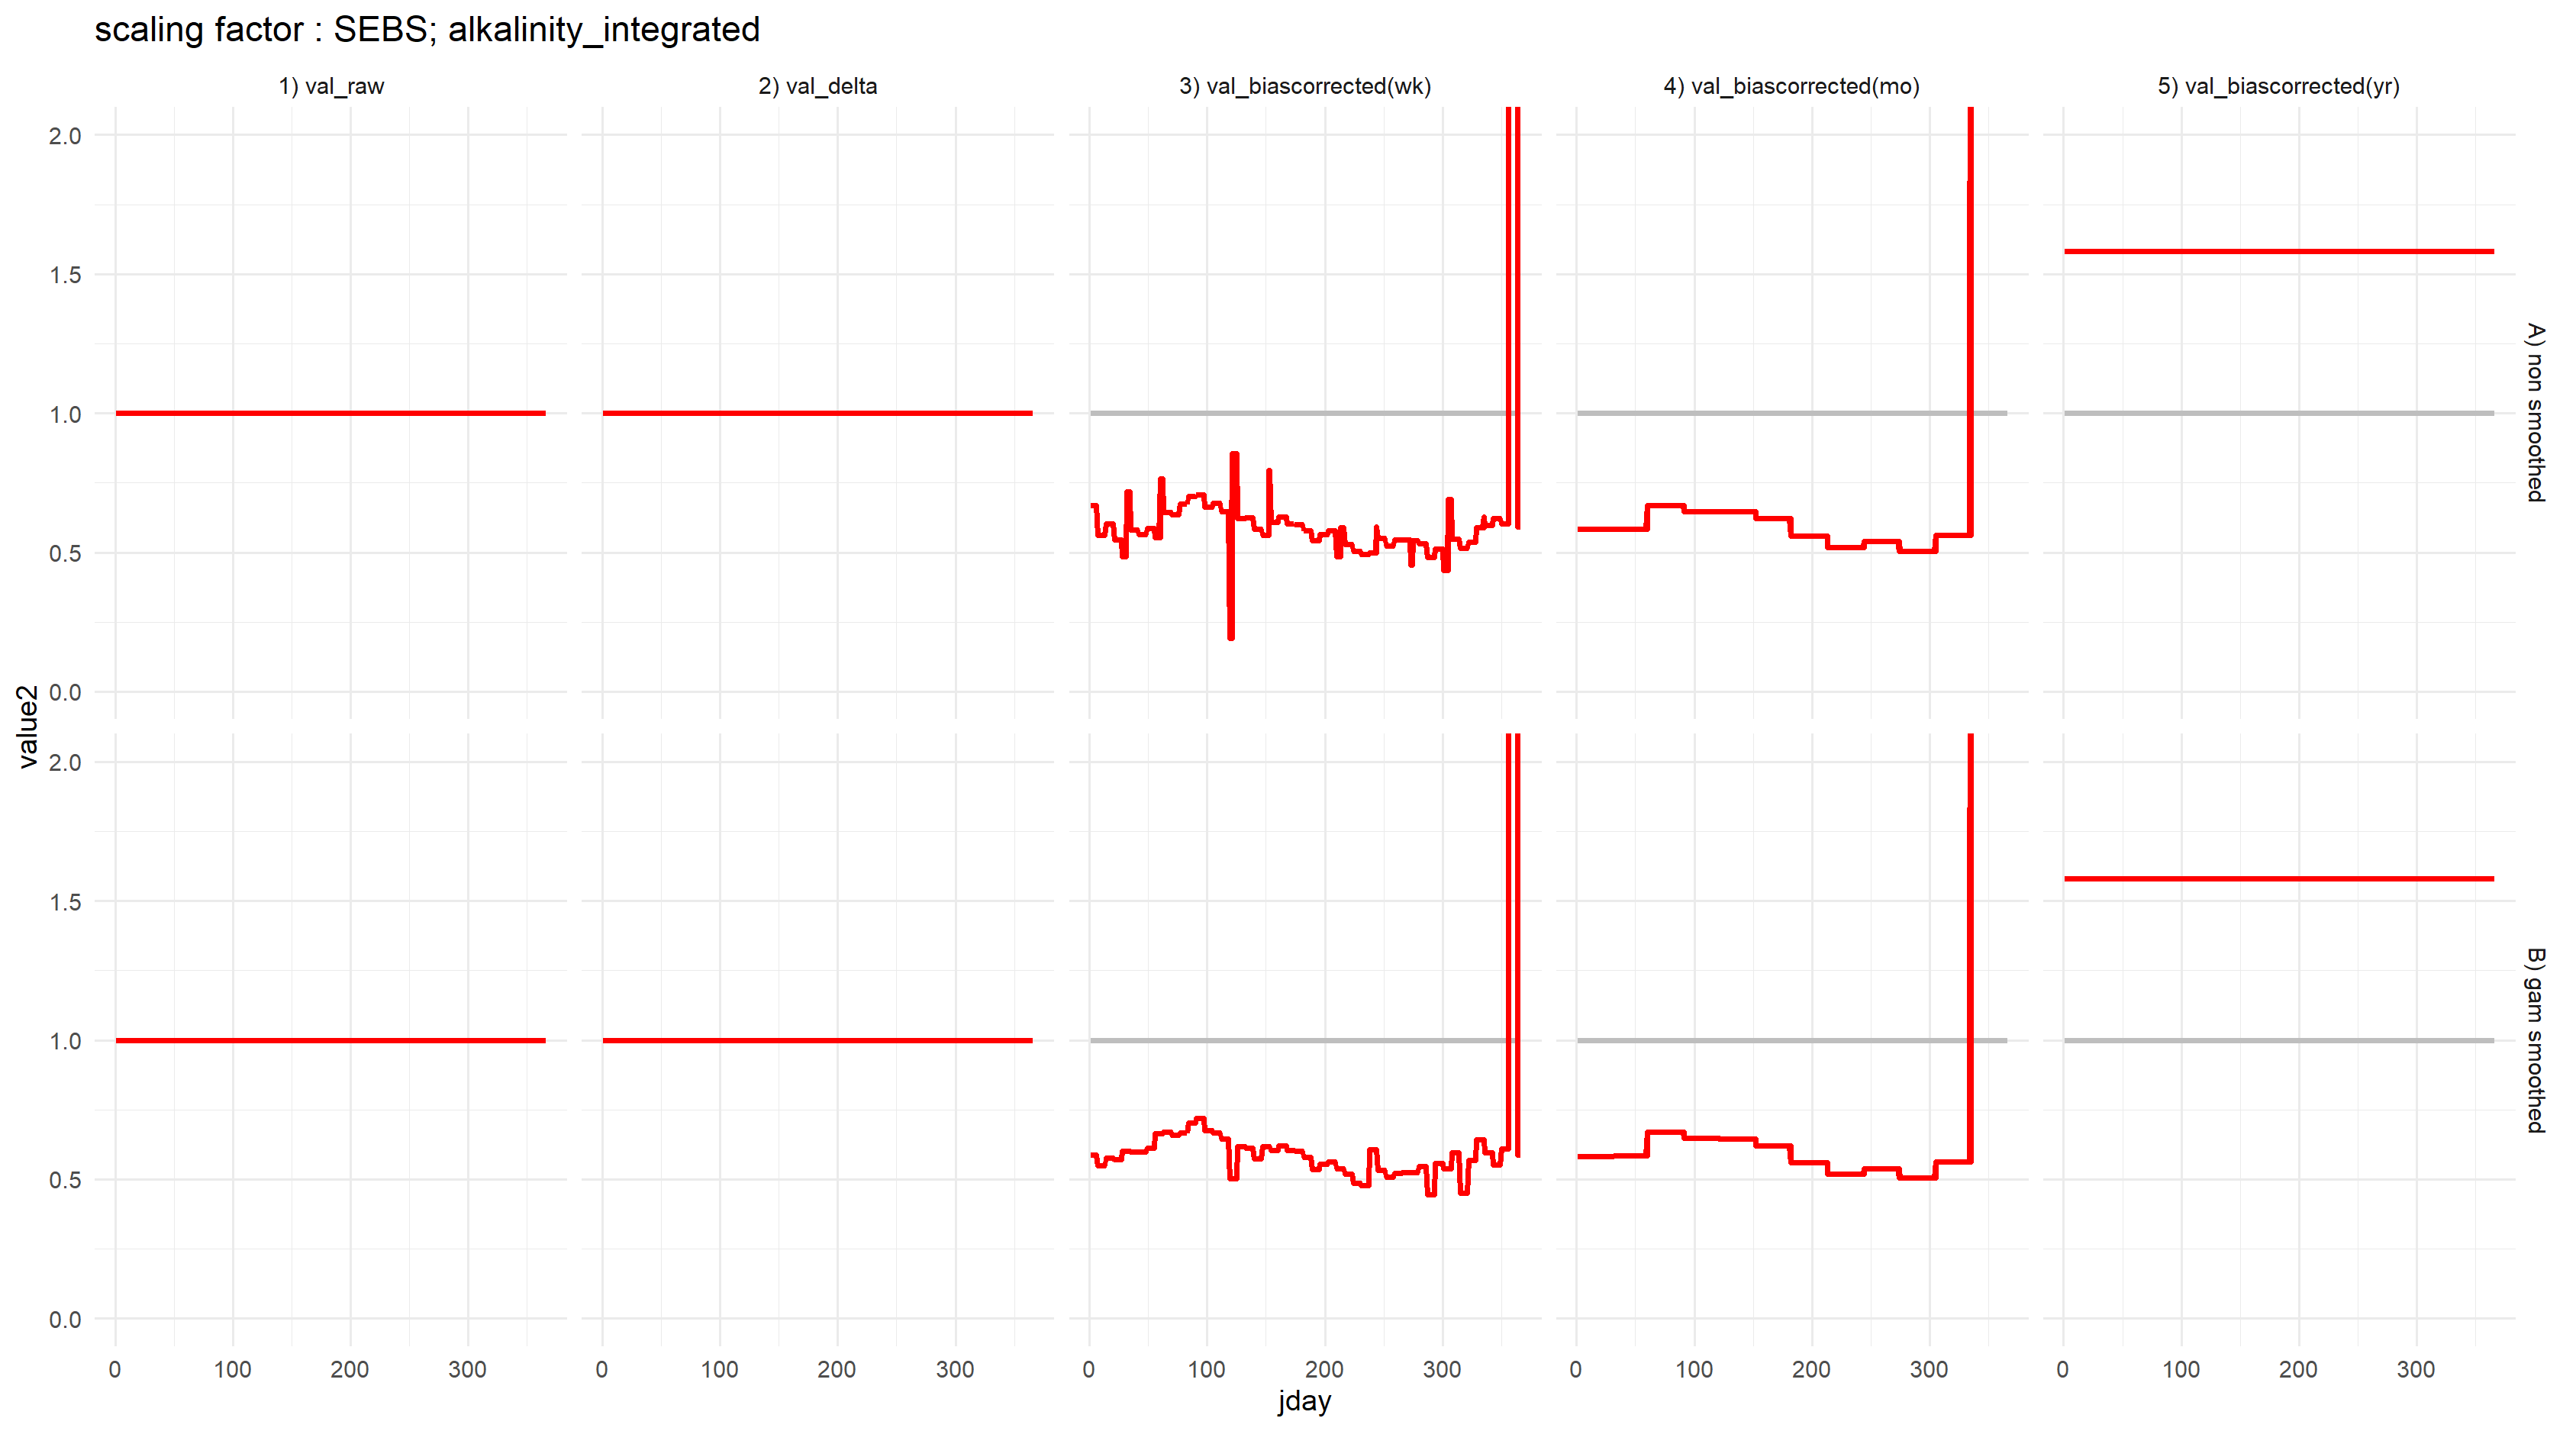 scaling factor : SEBS; alkalinity_integrated
1) val_raw
2) val_delta
3) val_biascorrected(wk)
4) val_biascorrected(mo)
5) val_biascorrected(yr)
2.0
1.5
1.0
0.5
0.0
A) non smoothed
value2
2.0
1.5
1.0
0.5
0.0
B) gam smoothed
0 100 200 300
0 100 200 300
0 100 200 300
0 100 200 300
0 100 200 300
jday